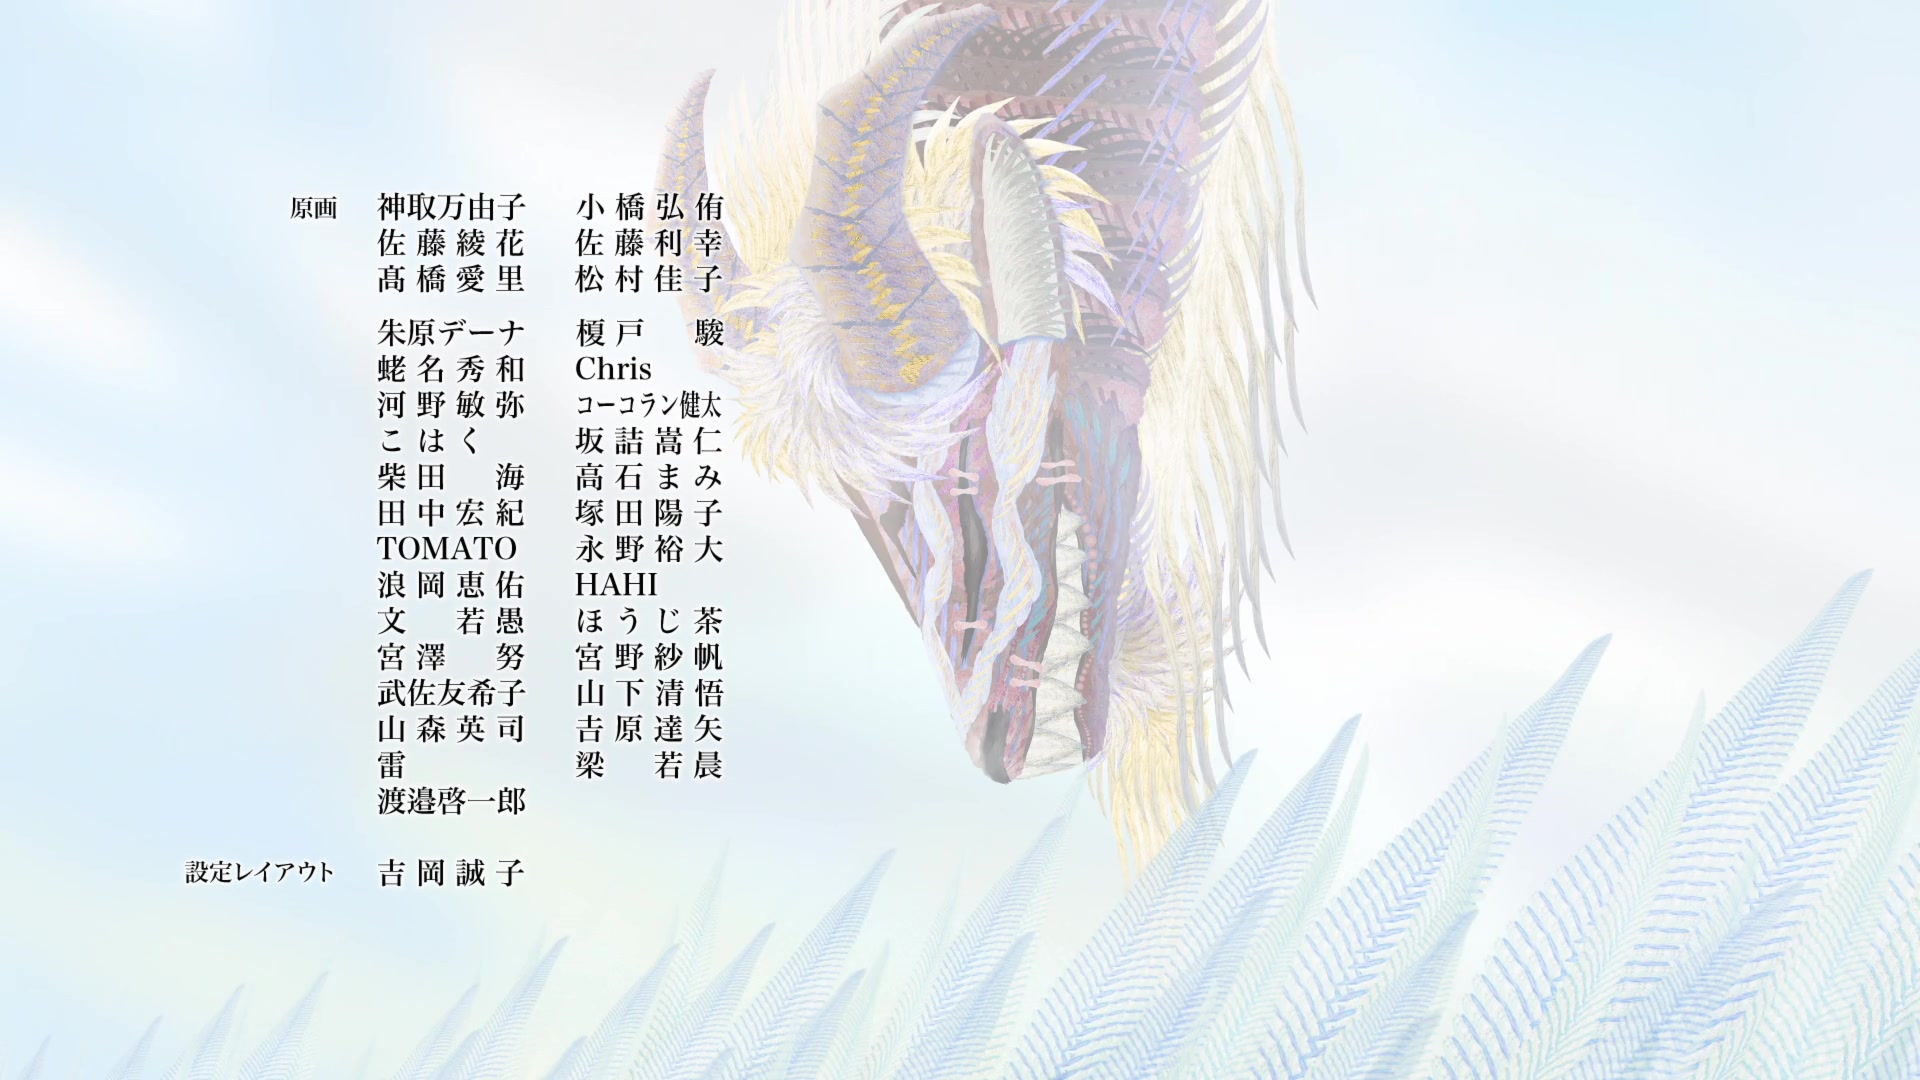 原画 神取万由子 小橋弘侑
佐藤綾花 佐藤利幸
髙橋愛里 松村佳子
朱原デーナ 榎戸駿
蛯名秀和 Chris
河野敏弥 コーコラン健太
こはく 坂詰嵩仁
柴田海 高石まみ
田中宏紀 塚田陽子
TOMATO 永野裕大
浪岡恵佑 HAHI
文若愚 ほうじ茶
宮澤努 宮野紗帆
武佐友希子 山下清悟
山森英司 𠮷原達矢
雷 梁若晨
渡邉啓一郎
設定レイアウト 吉岡誠子